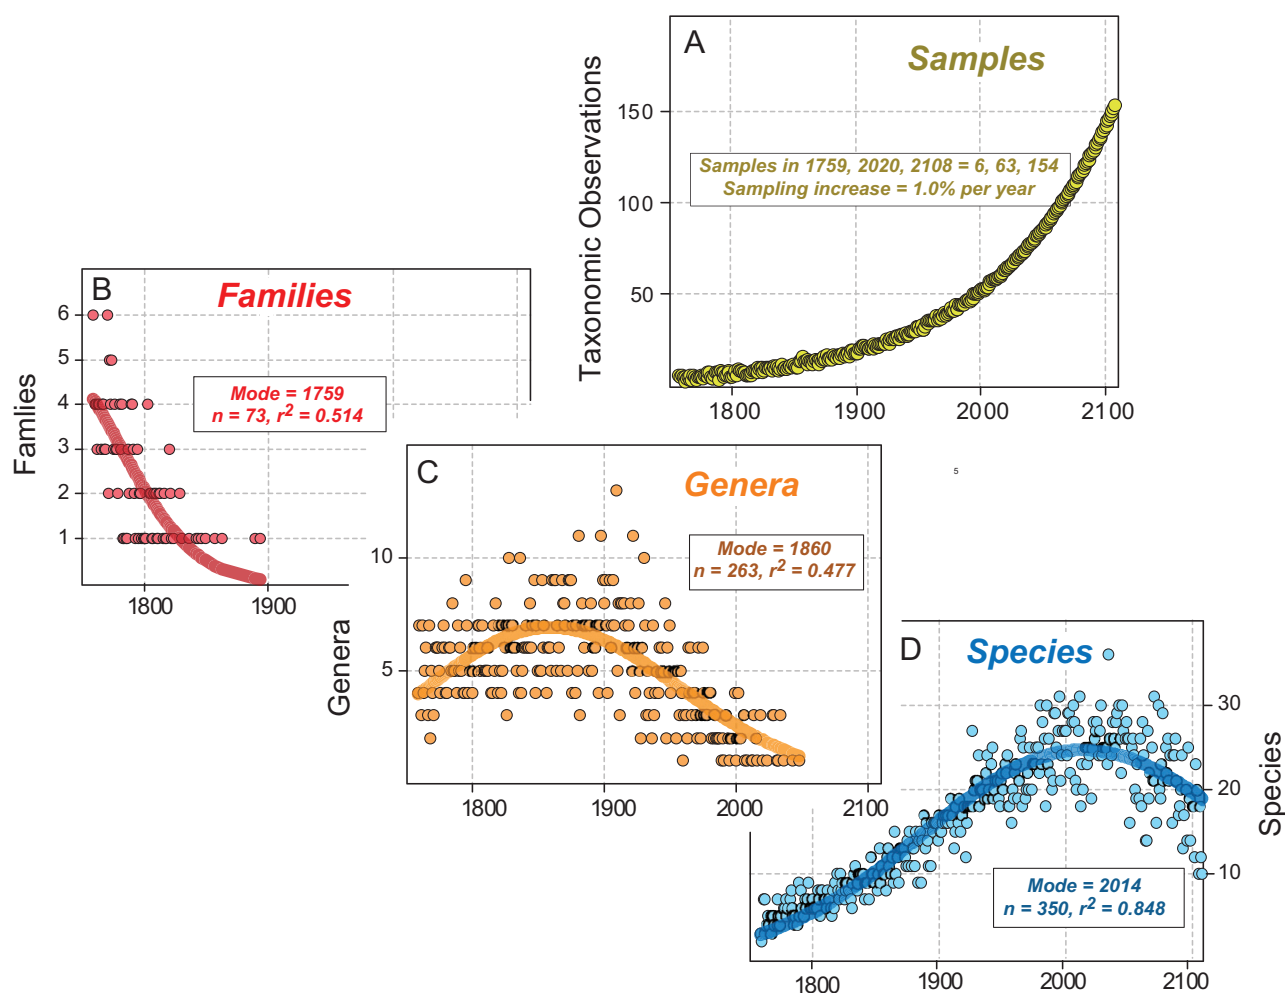 A
Samples
Taxonomic Observations
150
100
50
Samples in 1759, 2020, 2108 = 6, 63, 154
Sampling increase = 1.0% per year
1800
1900
2000
2100
B
Families
Famlies
6
5
4
3
2
1
Mode = 1759
n = 73, r² = 0.514
1800
1900
C
Genera
Genera
10
5
Mode = 1860
n = 263, r² = 0.477
1800
1900
2000
2100
5
D
Species
Species
30
20
10
Mode = 2014
n = 350, r² = 0.848
1800
1900
2000
2100